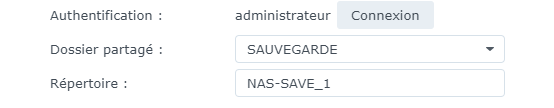 Authentification : administrateur Connexion
Dossier partagé : SAUVEGARDE
Répertoire : NAS-SAVE_1